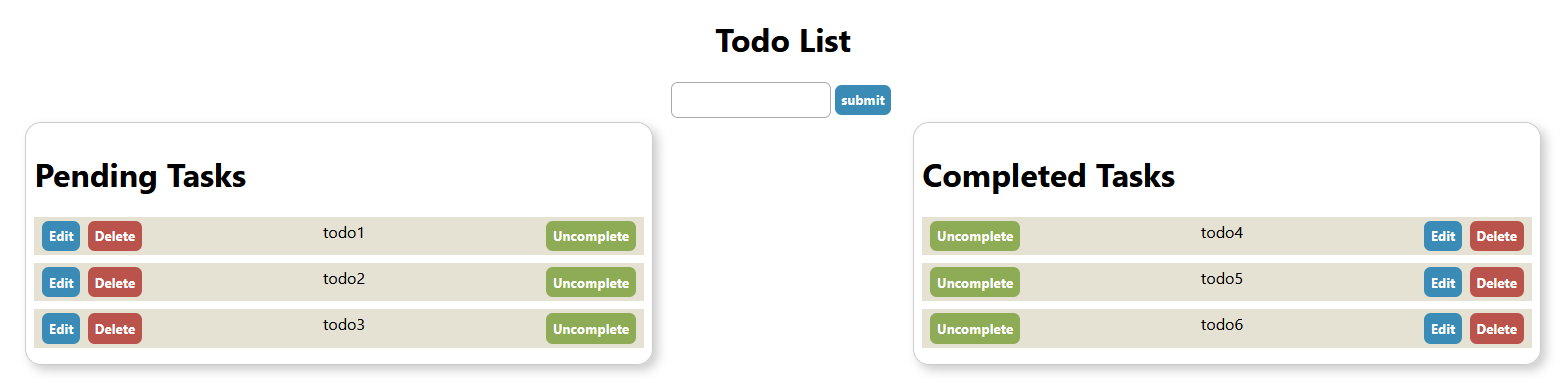 Todo List
submit
Pending Tasks
Edit Delete todo1 Uncomplete
Edit Delete todo2 Uncomplete
Edit Delete todo3 Uncomplete
Completed Tasks
Uncomplete todo4 Edit Delete
Uncomplete todo5 Edit Delete
Uncomplete todo6 Edit Delete